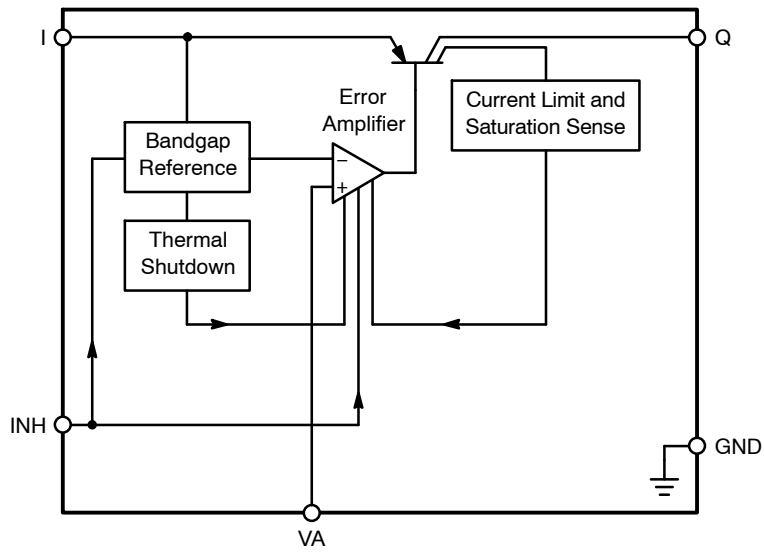 I
Q
Error
Amplifier
Current Limit and
Saturation Sense
Bandgap
Reference
−
+
Thermal
Shutdown
INH
GND
VA